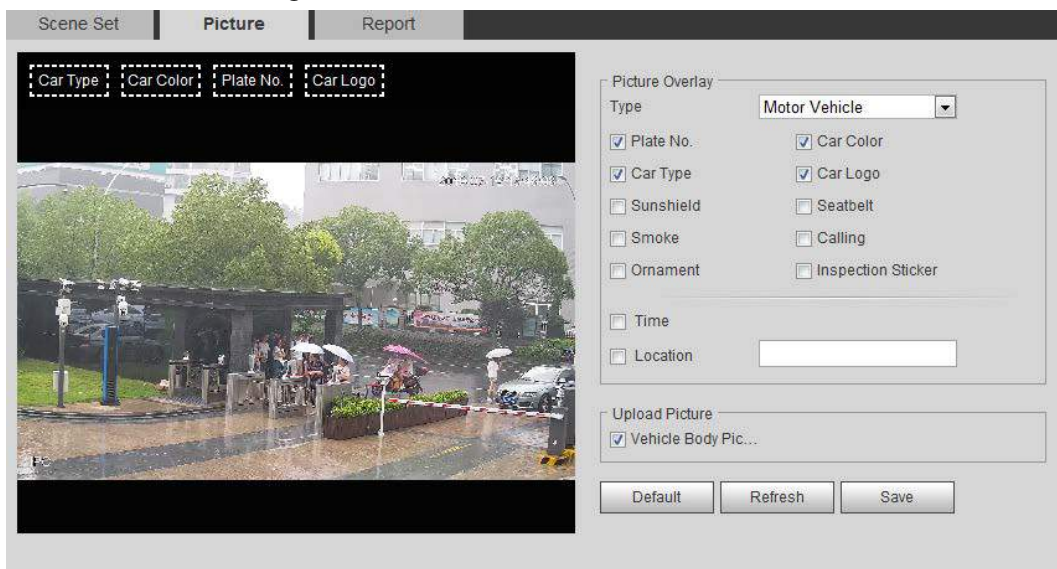 Scene Set Picture Report
Car Type Car Color Plate No. Car Logo
Picture Overlay
Type Motor Vehicle
Plate No. Car Color
Car Type Car Logo
Sunshield Seatbelt
Smoke Calling
Ornament Inspection Sticker
Time
Location
Upload Picture
Vehicle Body Pic...
Default Refresh Save